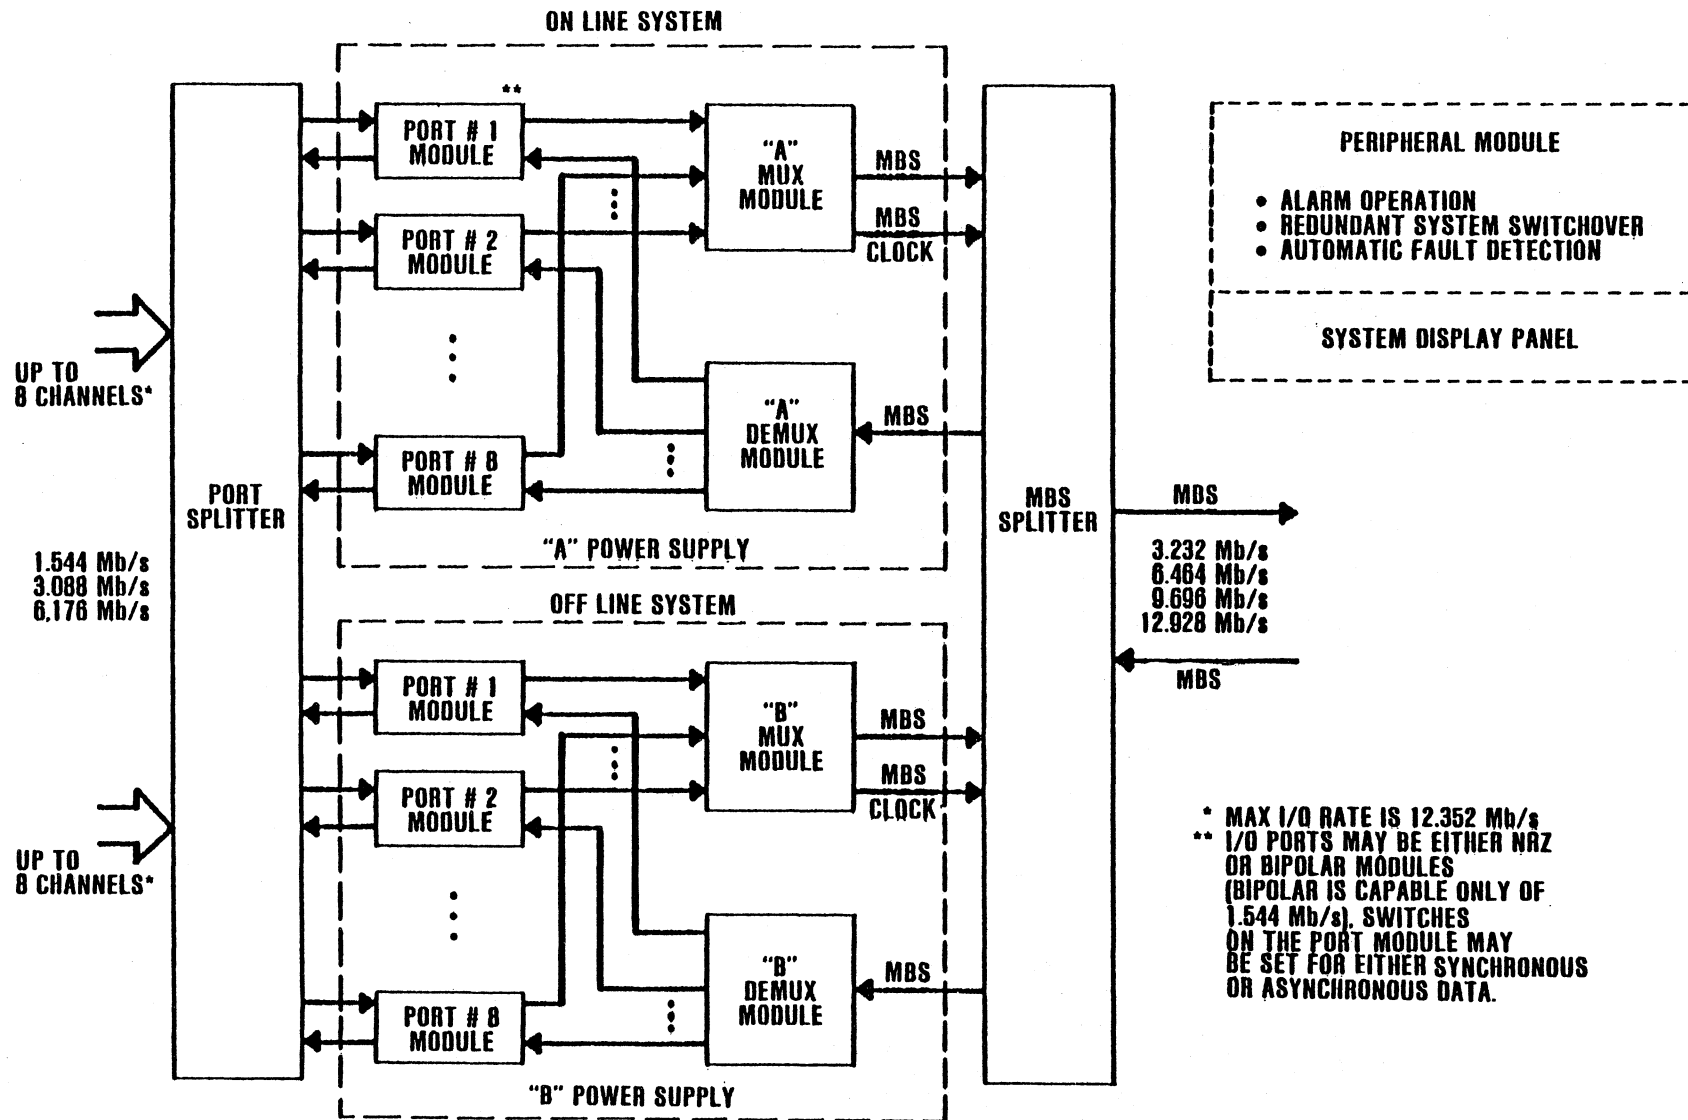 ON LINE SYSTEM
**
PORT # 1
MODULE
PORT # 2
MODULE
PORT # 8
MODULE
"A"
MUX
MODULE
MBS
MBS
CLOCK
"A"
DEMUX
MODULE
MBS
"A" POWER SUPPLY
UP TO
8 CHANNELS*
PORT
SPLITTER
1.544 Mb/s
3.088 Mb/s
6,176 Mb/s
UP TO
8 CHANNELS*
OFF LINE SYSTEM
PORT # 1
MODULE
PORT # 2
MODULE
PORT # 8
MODULE
"B"
MUX
MODULE
MBS
MBS
CLOCK
"B"
DEMUX
MODULE
MBS
"B" POWER SUPPLY
MBS
SPLITTER
MBS
3.232 Mb/s
6.464 Mb/s
9.696 Mb/s
12.928 Mb/s
MBS
PERIPHERAL MODULE
• ALARM OPERATION
• REDUNDANT SYSTEM SWITCHOVER
• AUTOMATIC FAULT DETECTION
SYSTEM DISPLAY PANEL
* MAX I/O RATE IS 12.352 Mb/s
** I/O PORTS MAY BE EITHER NRZ
OR BIPOLAR MODULES
(BIPOLAR IS CAPABLE ONLY OF
1.544 Mb/s). SWITCHES
ON THE PORT MODULE MAY
BE SET FOR EITHER SYNCHRONOUS
OR ASYNCHRONOUS DATA.